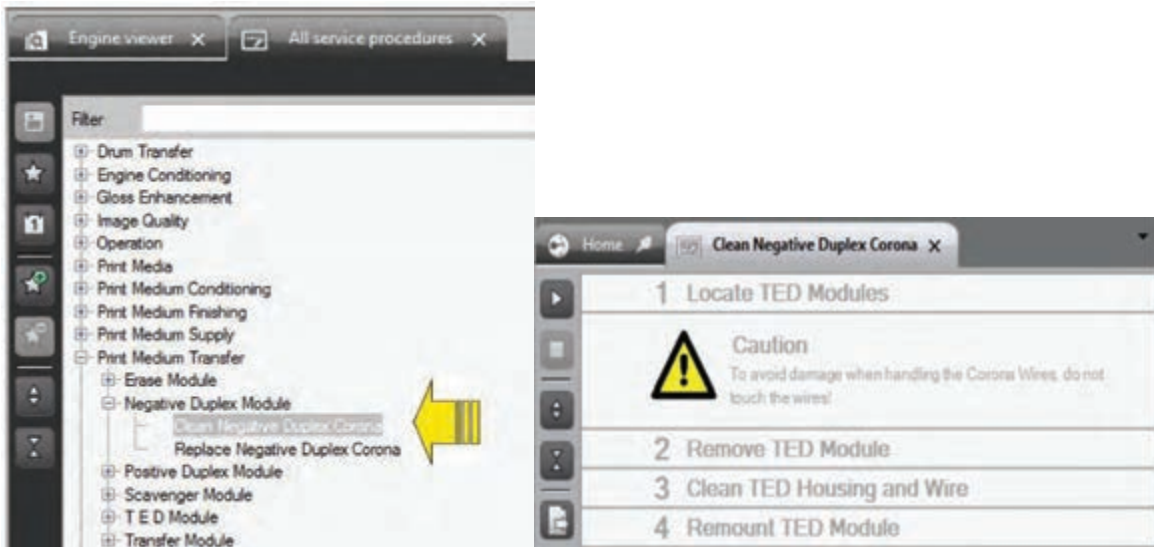 Engine viewer X All service procedures X
Filter
Drum Transfer
Engine Conditioning
Gloss Enhancement
Image Quality
Operation
Print Media
Print Medium Conditioning
Print Medium Finishing
Print Medium Supply
Print Medium Transfer
Erase Module
Negative Duplex Module
Clean Negative Duplex Corona
Replace Negative Duplex Corona
Positive Duplex Module
Scavenger Module
T E D Module
Transfer Module
Home Clean Negative Duplex Corona X
1 Locate TED Modules
Caution
To avoid damage when handling the Corona Wires, do not
touch the wires!
2 Remove TED Module
3 Clean TED Housing and Wire
4 Remount TED Module